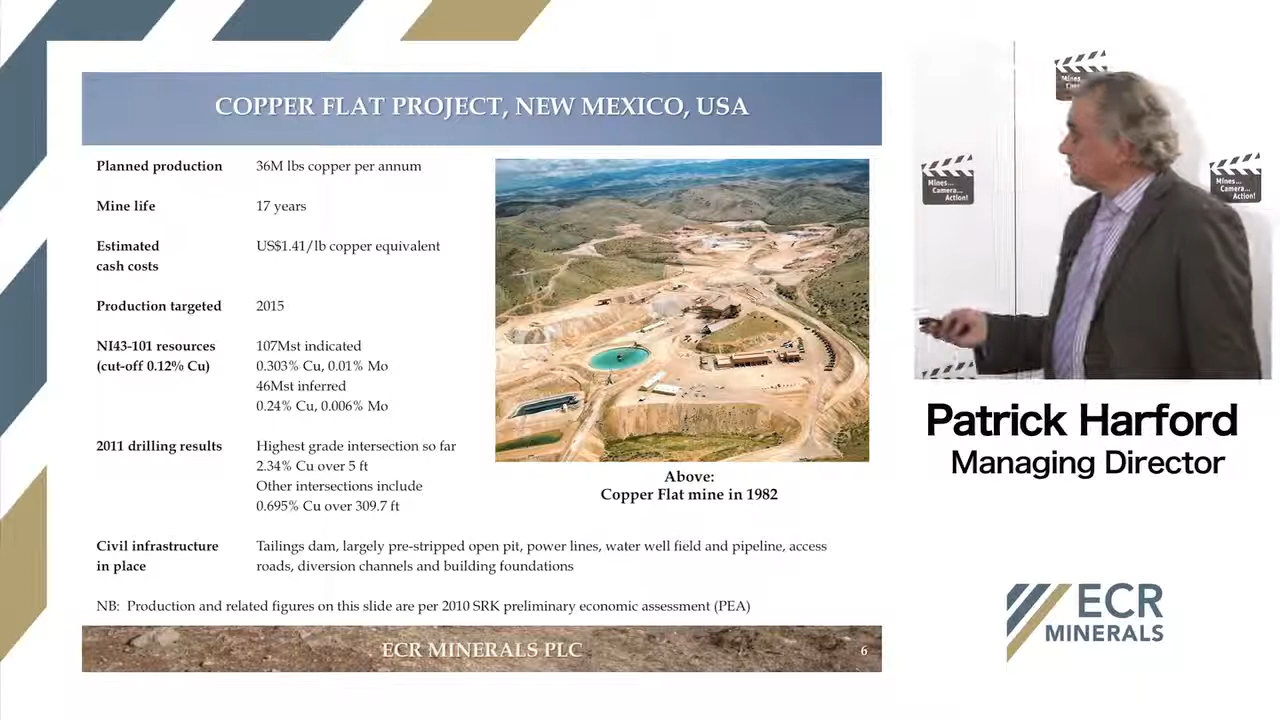 COPPER FLAT PROJECT, NEW MEXICO, USA
Planned production 36M lbs copper per annum
Mine life 17 years
Estimated US$1.41/lb copper equivalent
cash costs
Production targeted 2015
NI43-101 resources 107Mst indicated
(cut-off 0.12% Cu) 0.303% Cu, 0.01% Mo
46Mst inferred
0.24% Cu, 0.006% Mo
2011 drilling results Highest grade intersection so far
2.34% Cu over 5 ft
Other intersections include
0.695% Cu over 309.7 ft
Above:
Copper Flat mine in 1982
Civil infrastructure Tailings dam, largely pre-stripped open pit, power lines, water well field and pipeline, access
in place roads, diversion channels and building foundations
NB: Production and related figures on this slide are per 2010 SRK preliminary economic assessment (PEA)
ECR MINERALS PLC 6
Mines...
Mines...
Camera...
Action!
Mines...
Camera...
Action!
Patrick Harford
Managing Director
ECR
MINERALS